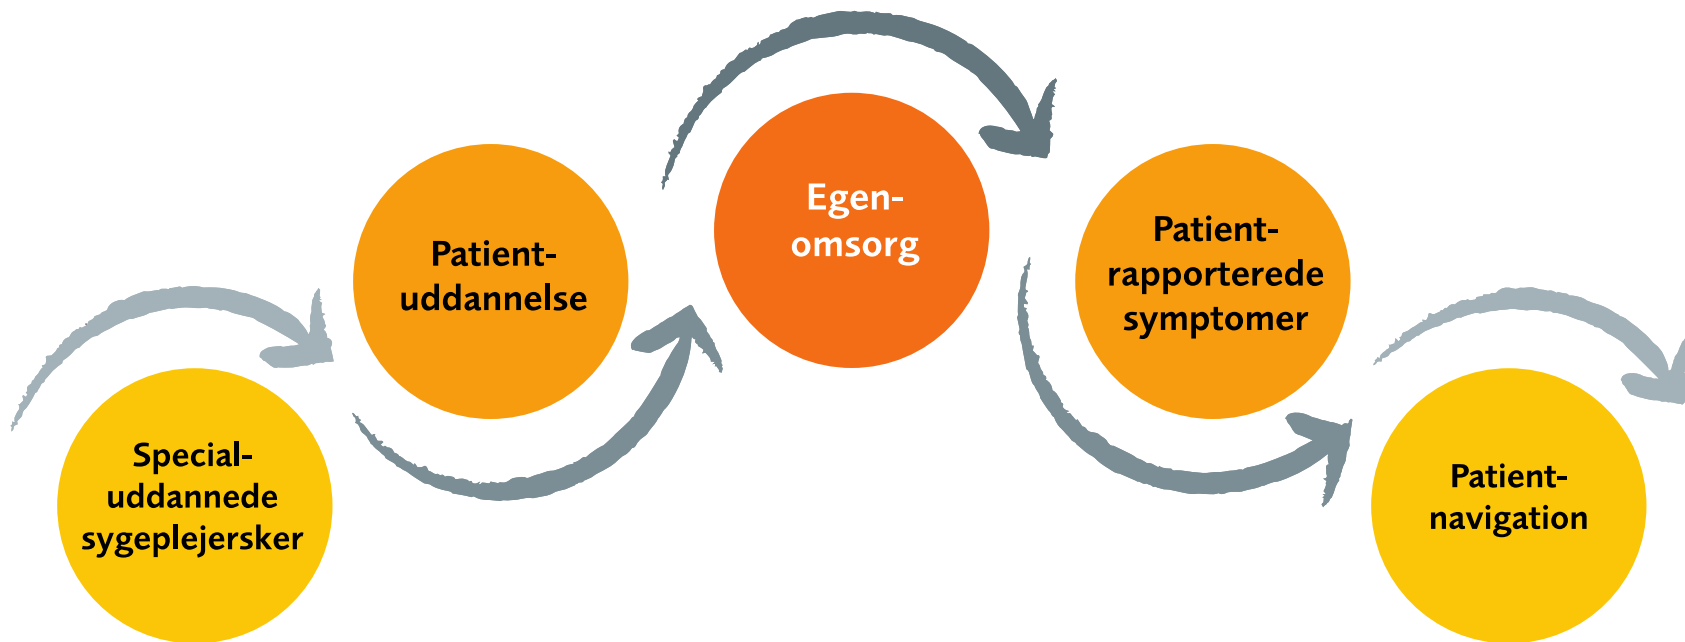 Special-
uddannede
sygeplejersker
Patient-
uddannelse
Egen-
omsorg
Patient-
rapporterede
symptomer
Patient-
navigation